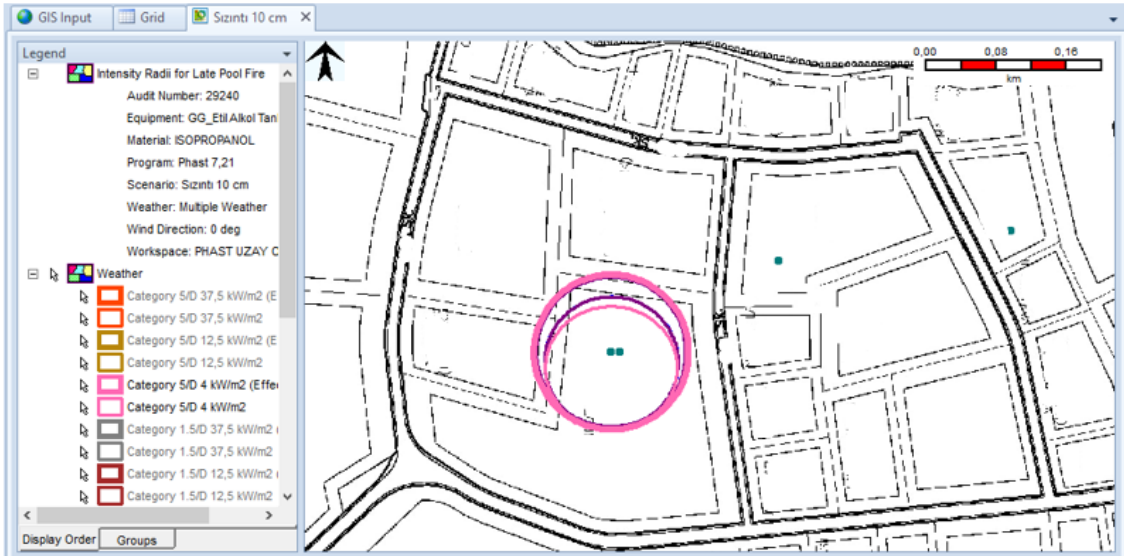 GIS Input
Grid
Sızıntı 10 cm
Legend
Intensity Radii for Late Pool Fire
Audit Number: 29240
Equipment: GG_Etil Alkol Tan
Material: ISOPROPANOL
Program: Phast 7,21
Scenario: Sızıntı 10 cm
Weather: Multiple Weather
Wind Direction: 0 deg
Workspace: PHAST UZAY C
Weather
Category 5/D 37,5 kW/m2 (E
Category 5/D 37,5 kW/m2
Category 5/D 12,5 kW/m2 (E
Category 5/D 12,5 kW/m2
Category 5/D 4 kW/m2 (Effe
Category 5/D 4 kW/m2
Category 1.5/D 37,5 kW/m2
Category 1.5/D 37,5 kW/m2
Category 1.5/D 12,5 kW/m2
Category 1.5/D 12,5 kW/m2
Display Order
Groups
0,00 0,08 0,16
km